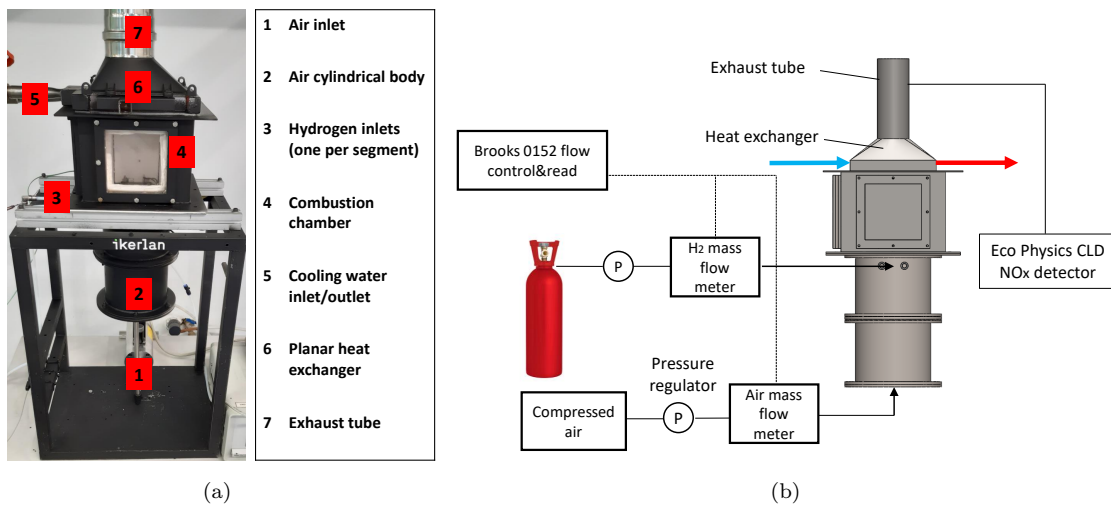 7
6
5
4
3
ikerlan
2
1
1 Air inlet
2 Air cylindrical body
3 Hydrogen inlets
(one per segment)
4 Combustion
chamber
5 Cooling water
inlet/outlet
6 Planar heat
exchanger
7 Exhaust tube
(a)
Exhaust tube
Heat exchanger
Brooks 0152 flow
control&read
P
H2 mass
flow
meter
Eco Physics CLD
NOx detector
Pressure
regulator
Compressed
air
P
Air mass
flow
meter
(b)